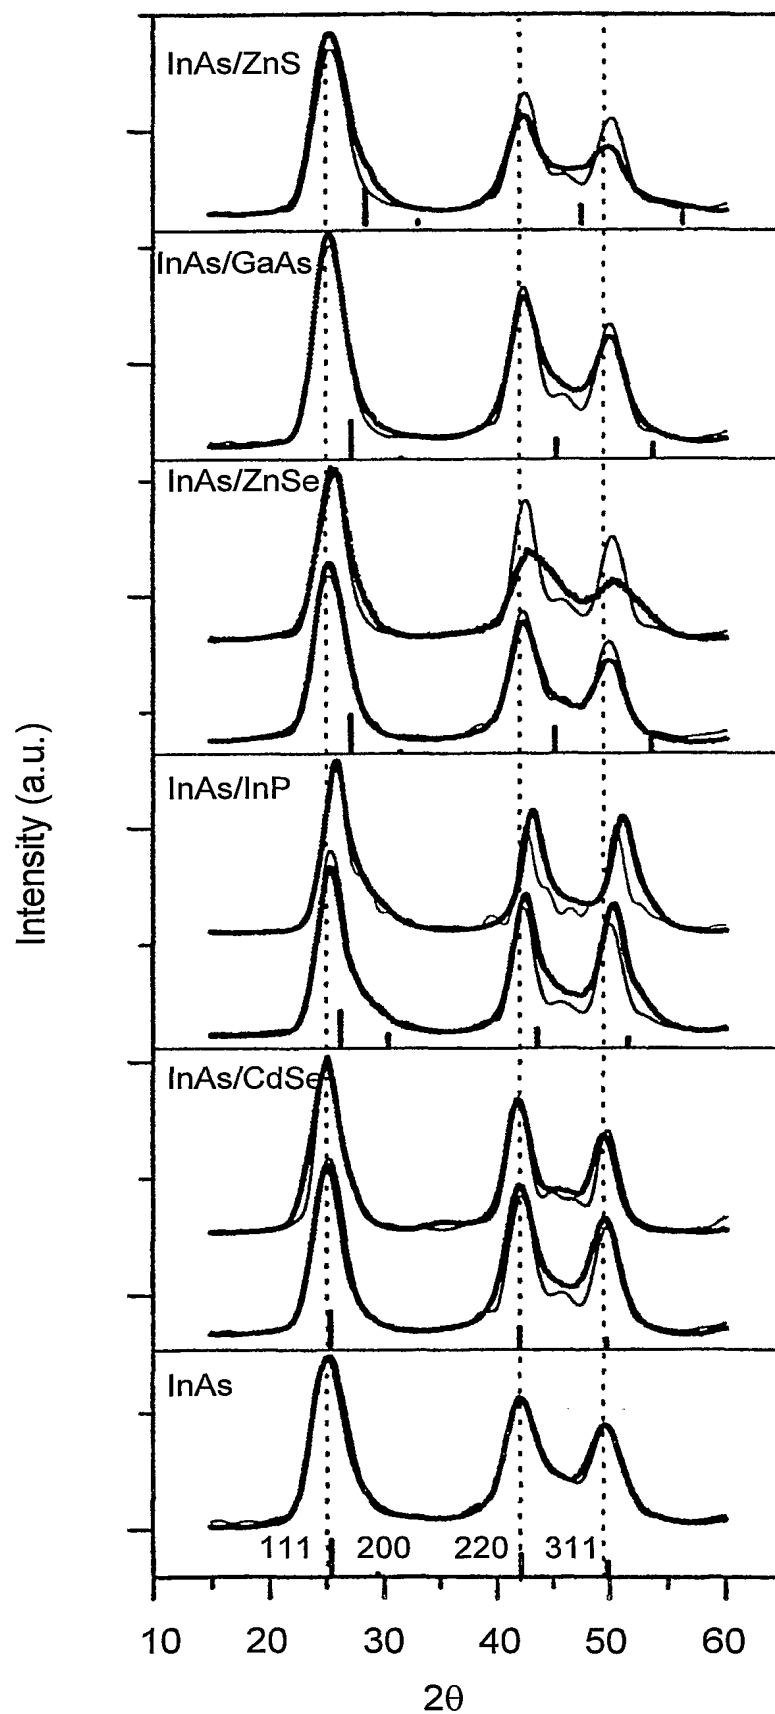 InAs/ZnS
InAs/GaAs
InAs/ZnSe
Intensity (a.u.)
InAs/InP
InAs/CdSe
InAs
111 200 220 311
10 20 30 40 50 60
2θ